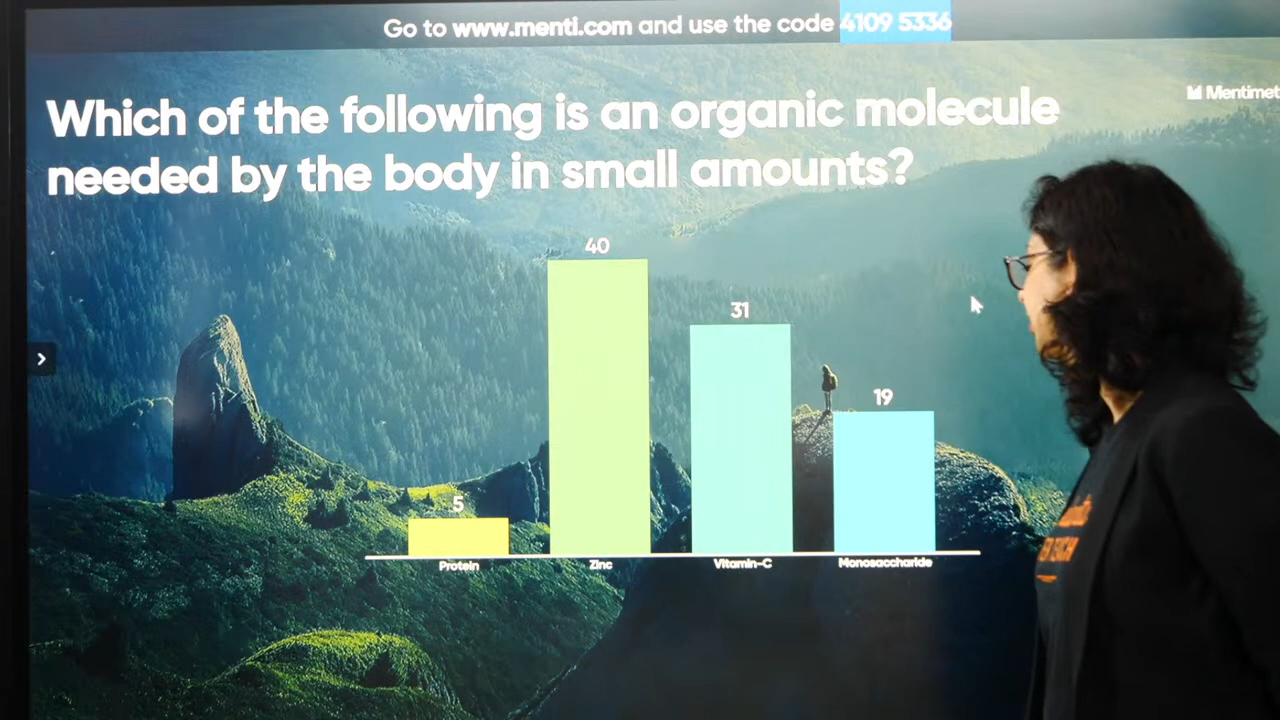 Go to www.menti.com and use the code 4109 5336
Which of the following is an organic molecule
needed by the body in small amounts?
Mentimet
40
31
19
5
Protein Zinc Vitamin-C Monosaccharide